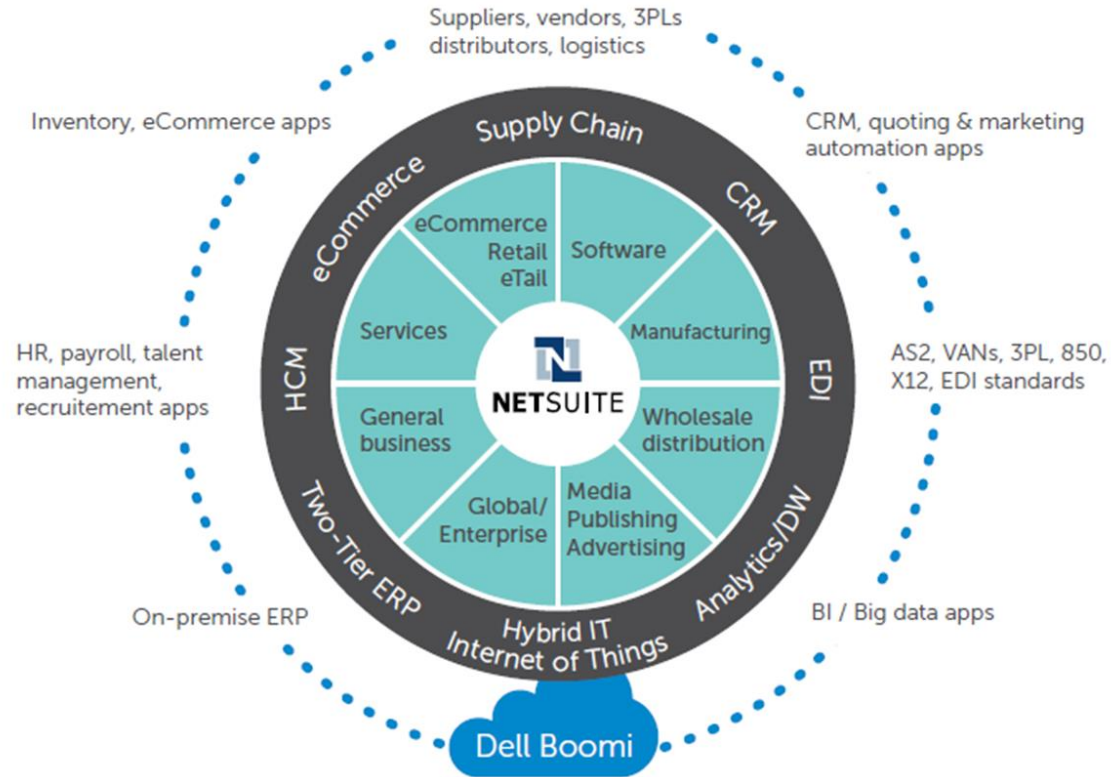 Suppliers, vendors, 3PLs
distributors, logistics
Inventory, eCommerce apps
CRM, quoting & marketing
automation apps
HR, payroll, talent
management,
recruitement apps
AS2, VANs, 3PL, 850,
X12, EDI standards
On-premise ERP
BI / Big data apps
Supply Chain
eCommerce
CRM
HCM
EDI
Two-Tier ERP
Analytics/DW
Hybrid IT
Internet of Things
eCommerce
Retail
eTail
Software
Services
Manufacturing
General
business
Wholesale
distribution
Global/
Enterprise
Media
Publishing
Advertising
N
NETSUITE
Dell Boomi